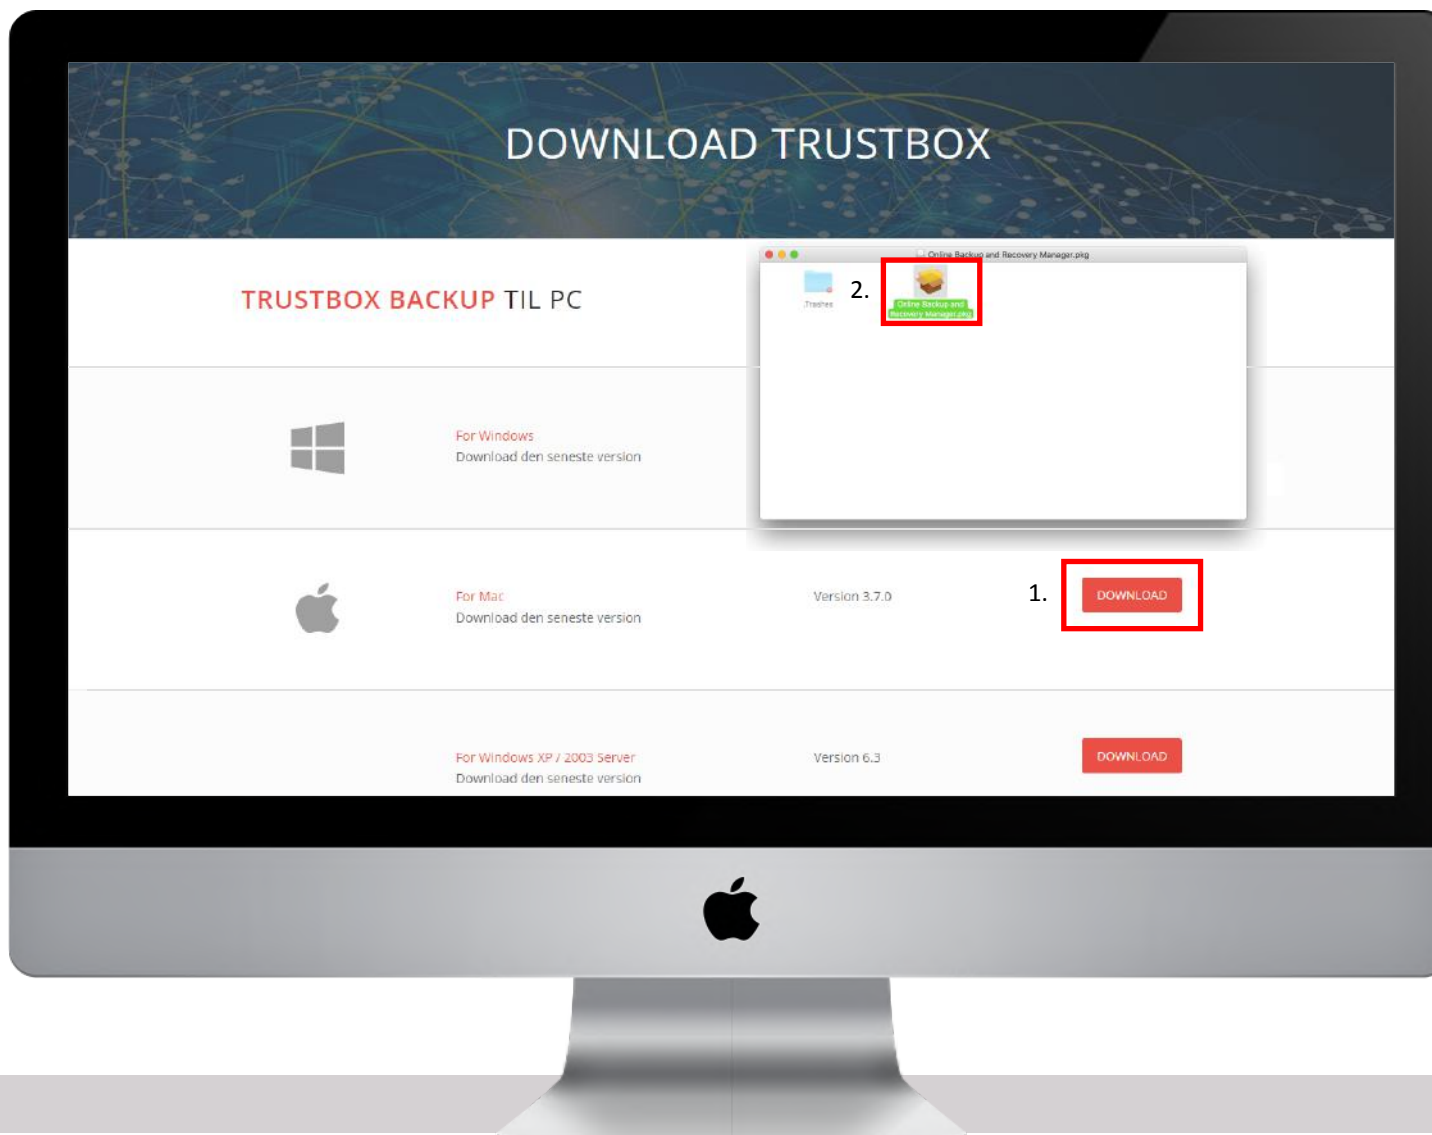 DOWNLOAD TRUSTBOX
Online Backup and Recovery Manager.pkg
TRUSTBOX BACKUP TIL PC
.Trashes
2.
Online Backup and
Recovery Manager.pkg
For Windows
Download den seneste version
For Mac
Download den seneste version
Version 3.7.0
1.
DOWNLOAD
For Windows XP / 2003 Server
Download den seneste version
Version 6.3
DOWNLOAD